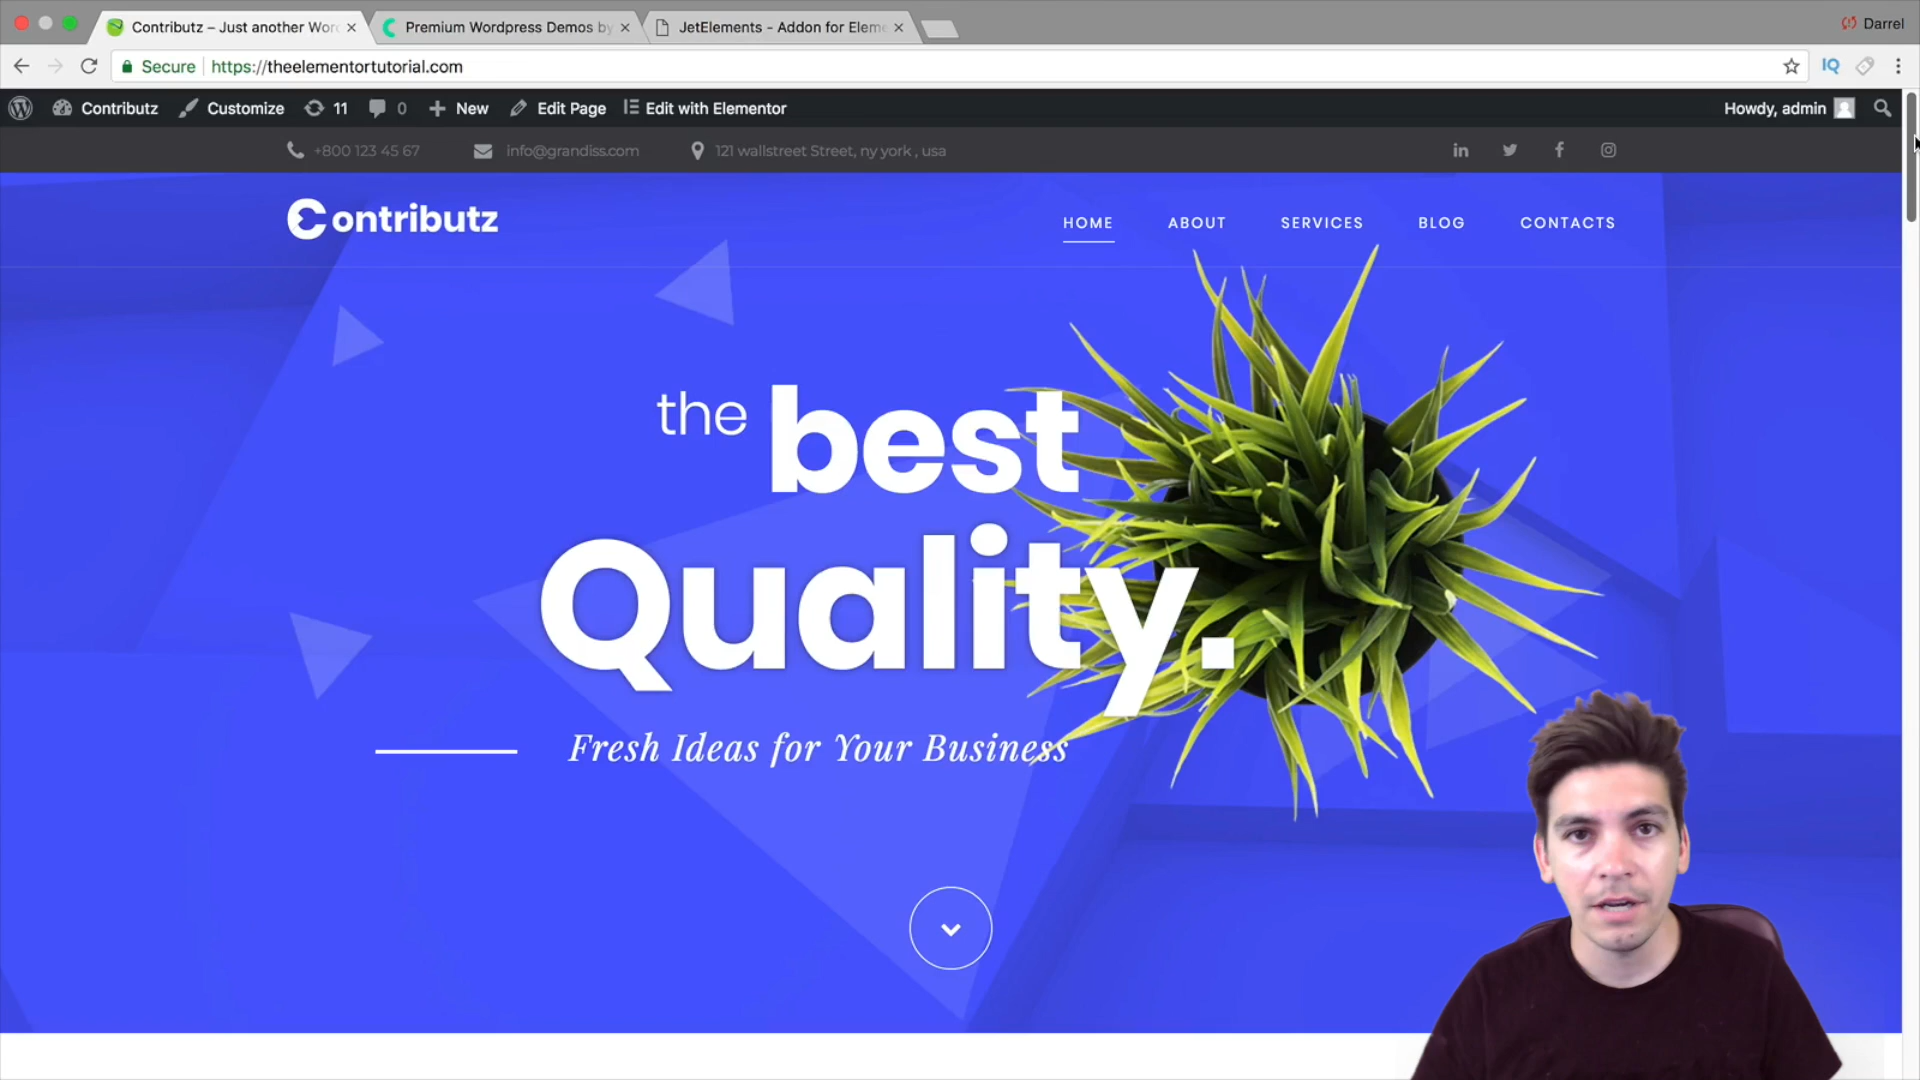 Contributz – Just another Wor
Premium Wordpress Demos by
JetElements - Addon for Eleme
Darrel
Secure
https://theelementortutorial.com
IQ
Contributz
Customize
11
0
New
Edit Page
Edit with Elementor
Howdy, admin
+800 123 45 67
info@grandiss.com
121 wallstreet Street, ny york , usa
Contributz
HOME
ABOUT
SERVICES
BLOG
CONTACTS
the best
Quality.
Fresh Ideas for Your Business